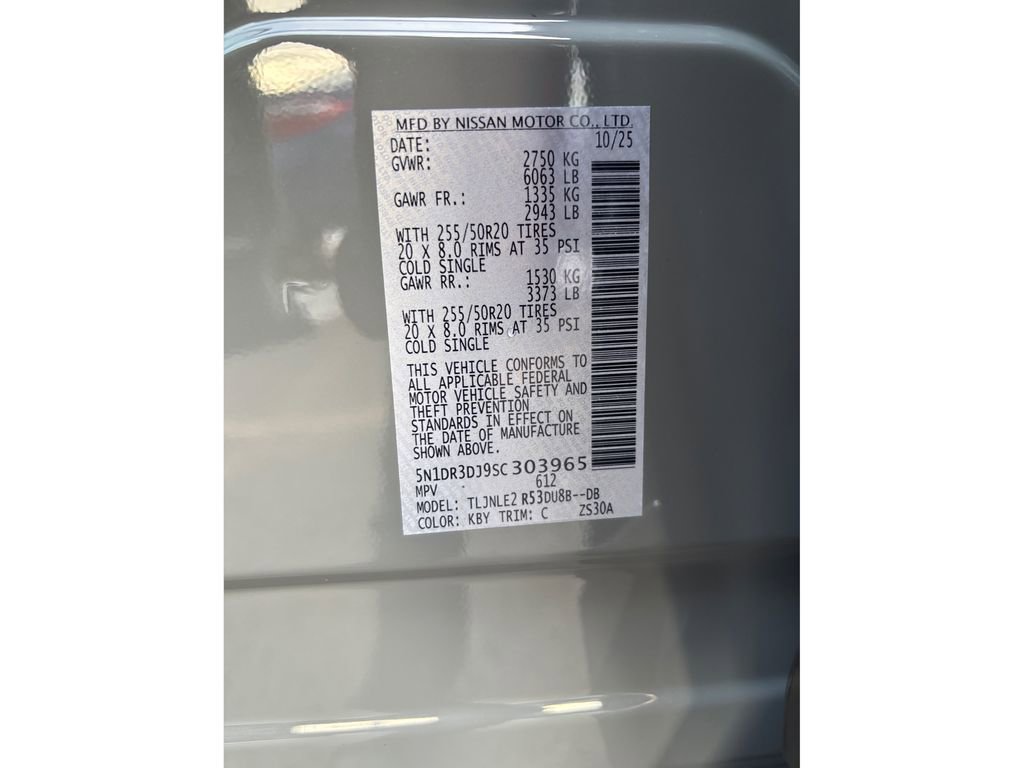 MFD BY NISSAN MOTOR CO., LTD.
DATE: 10/25
GVWR: 2750 KG
6063 LB
GAWR FR.: 1335 KG
2943 LB
WITH 255/50R20 TIRES
20 X 8.0 RIMS AT 35 PSI
COLD SINGLE
GAWR RR.: 1530 KG
3373 LB
WITH 255/50R20 TIRES
20 X 8.0 RIMS AT 35 PSI
COLD SINGLE
THIS VEHICLE CONFORMS TO
ALL APPLICABLE FEDERAL
MOTOR VEHICLE SAFETY AND
THEFT PREVENTION
STANDARDS IN EFFECT ON
THE DATE OF MANUFACTURE
SHOWN ABOVE.
5N1DR3DJ9SC303965
MPV 612
MODEL: TLJNLE2 R53DU8B--DB
COLOR: KBY TRIM: C ZS30A